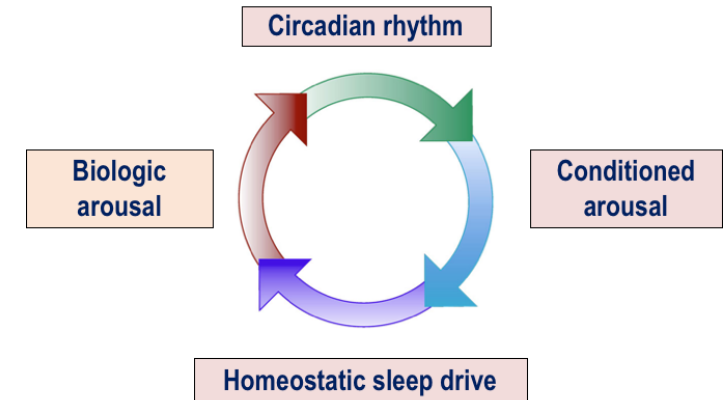 Circadian rhythm
Biologic
arousal
Conditioned
arousal
Homeostatic sleep drive